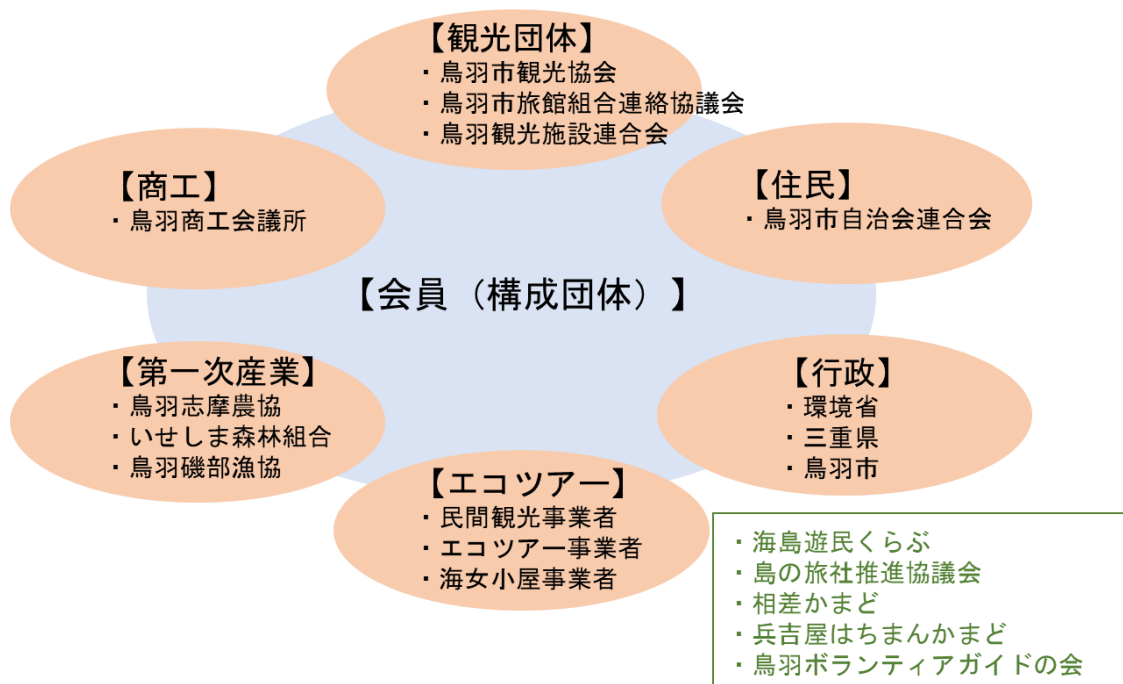 【観光団体】
・鳥羽市観光協会
・鳥羽市旅館組合連絡協議会
・鳥羽観光施設連合会
【商工】
・鳥羽商工会議所
【住民】
・鳥羽市自治会連合会
【会員（構成団体）】
【第一次産業】
・鳥羽志摩農協
・いせしま森林組合
・鳥羽磯部漁協
【行政】
・環境省
・三重県
・鳥羽市
【エコツアー】
・民間観光事業者
・エコツアー事業者
・海女小屋事業者
・海島遊民くらぶ
・島の旅社推進協議会
・相差かまど
・兵吉屋はちまんかまど
・鳥羽ボランティアガイドの会